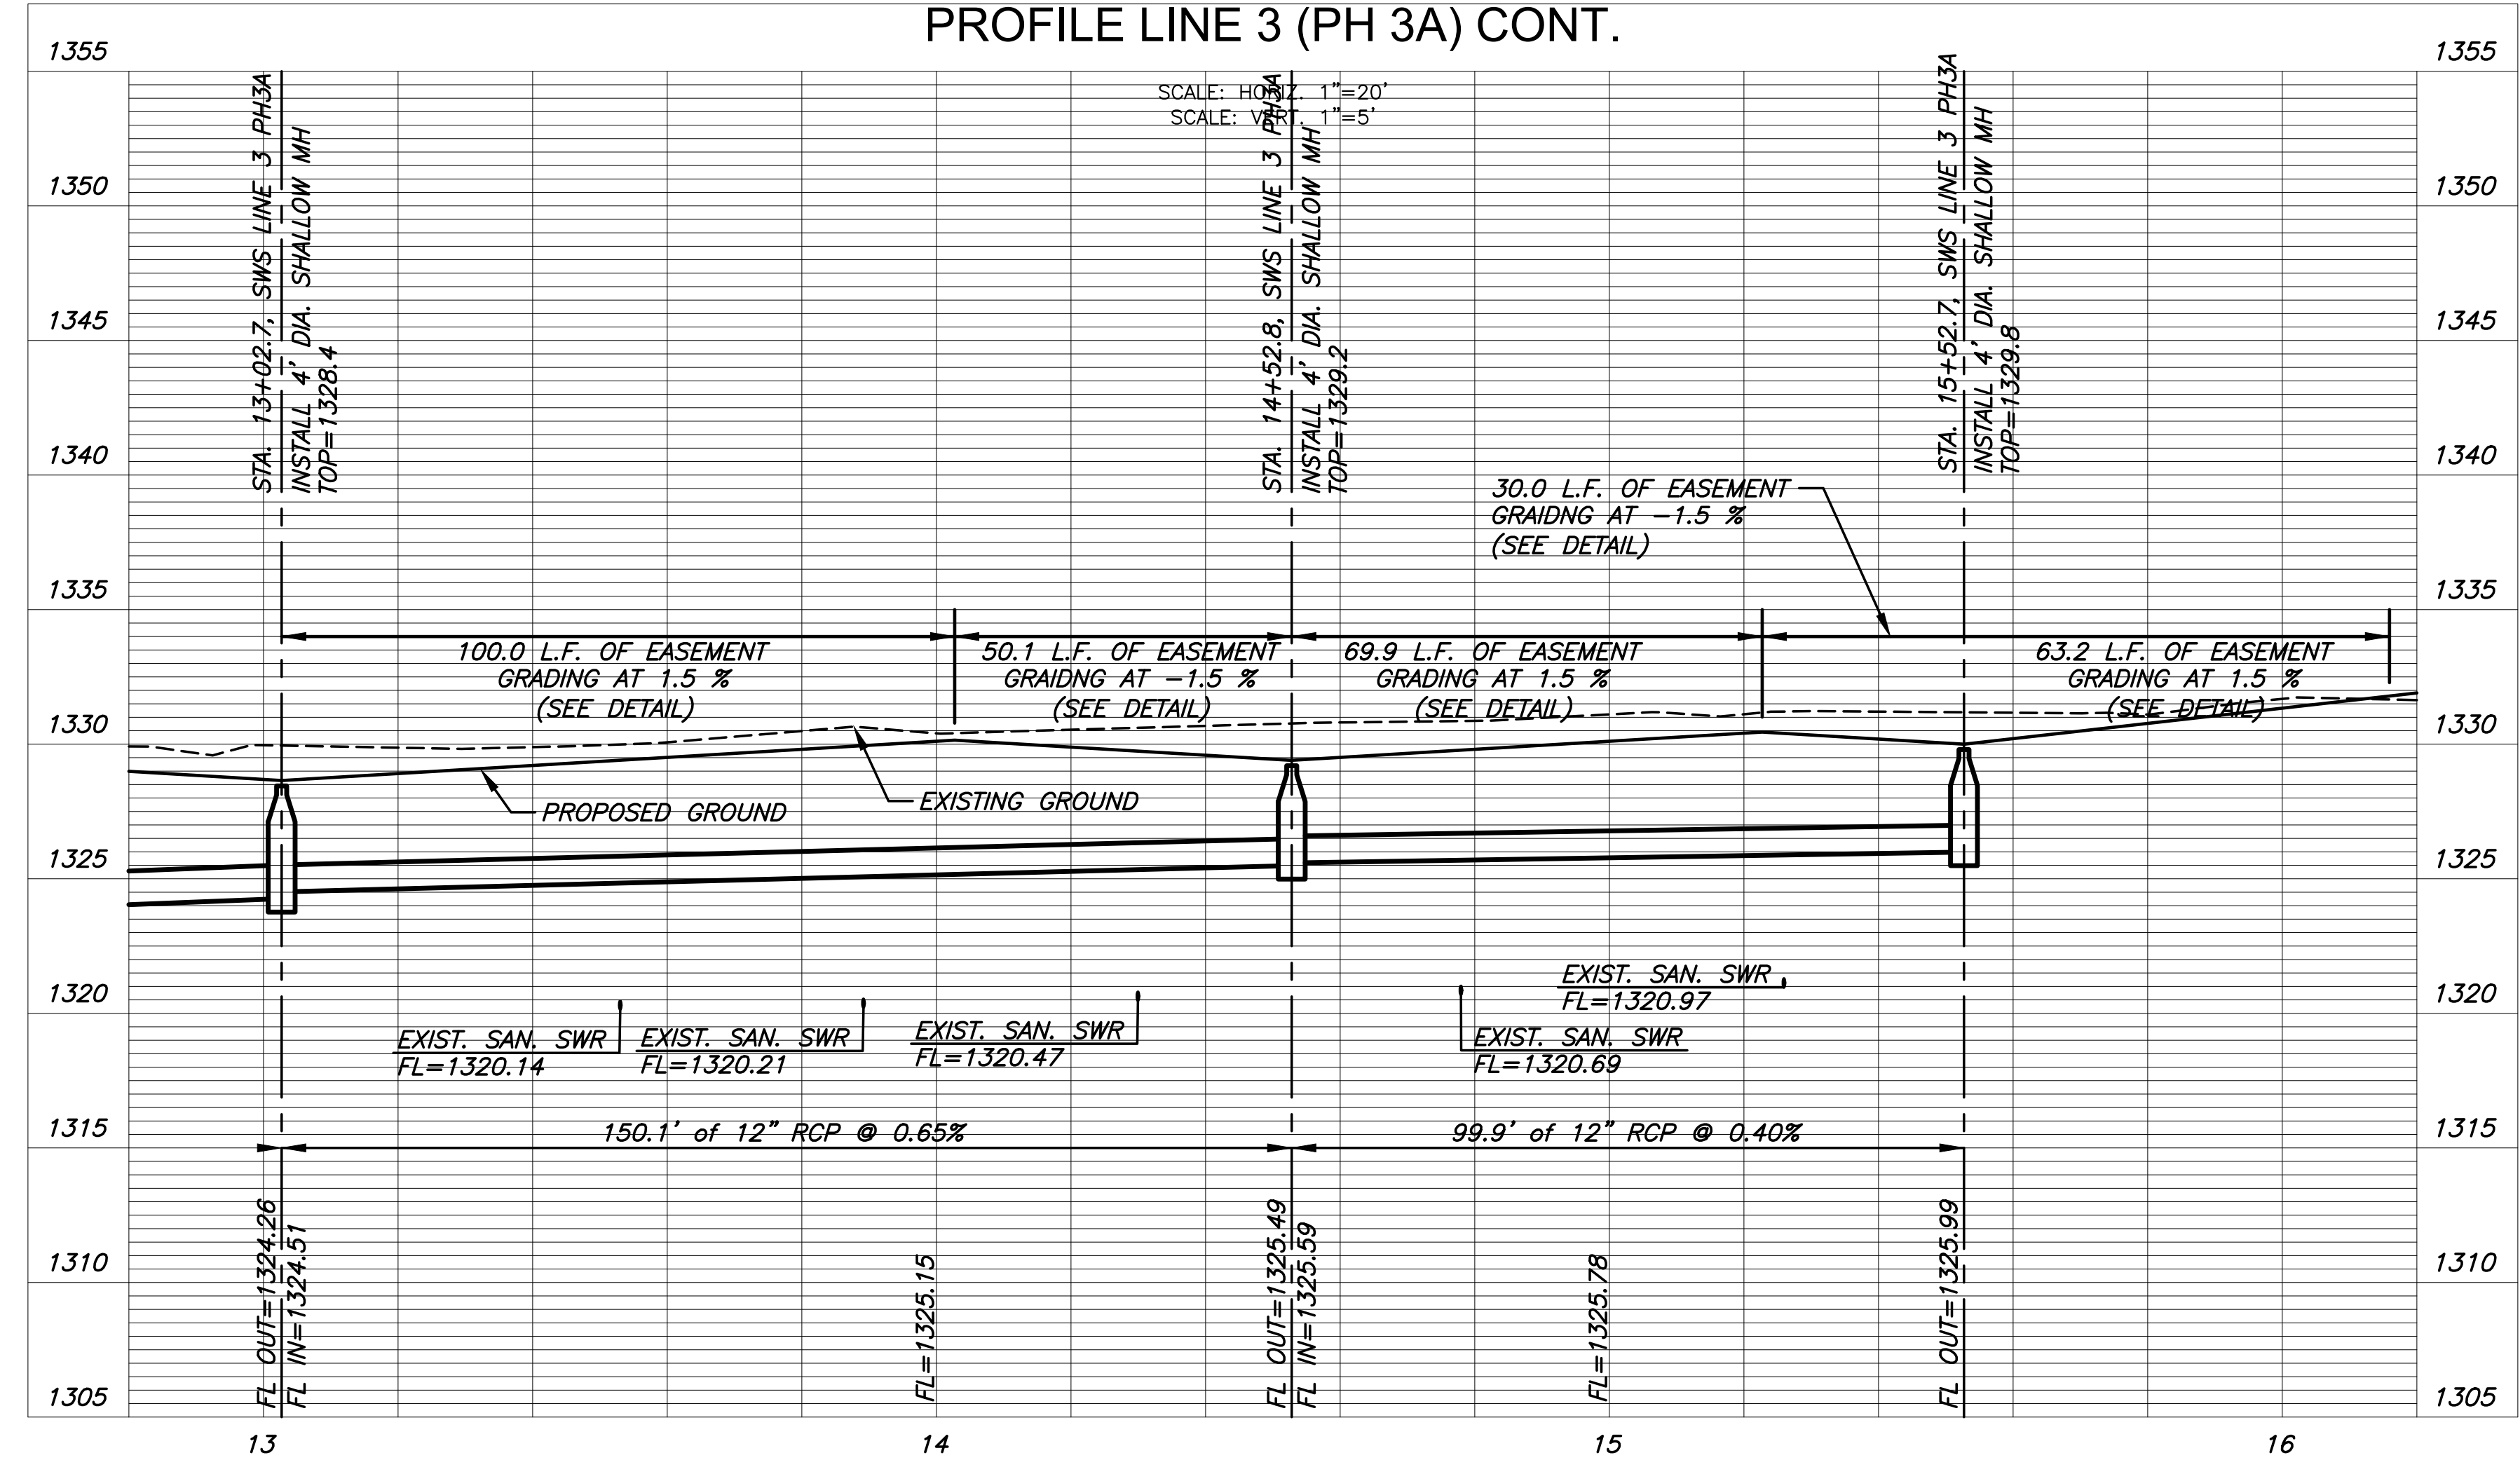 PROFILE LINE 3 (PH 3A) CONT.
SCALE: HORIZ. 1"=20'
SCALE: VERT. 1"=5'
1355
1350
1345
1340
1335
1330
1325
1320
1315
1310
1305
STA. 13+02.7, SWS LINE 3 PH3A
INSTALL 4' DIA. SHALLOW MH
TOP=1328.4
STA. 14+52.8, SWS LINE 3 PH3A
INSTALL 4' DIA. SHALLOW MH
TOP=1329.2
STA. 15+52.7, SWS LINE 3 PH3A
INSTALL 4' DIA. SHALLOW MH
TOP=1329.8
30.0 L.F. OF EASEMENT
GRAIDNG AT -1.5 %
(SEE DETAIL)
100.0 L.F. OF EASEMENT
GRADING AT 1.5 %
(SEE DETAIL)
50.1 L.F. OF EASEMENT
GRAIDNG AT -1.5 %
(SEE DETAIL)
69.9 L.F. OF EASEMENT
GRADING AT 1.5 %
(SEE DETAIL)
63.2 L.F. OF EASEMENT
GRADING AT 1.5 %
(SEE DETAIL)
PROPOSED GROUND
EXISTING GROUND
EXIST. SAN. SWR
FL=1320.14
EXIST. SAN. SWR
FL=1320.21
EXIST. SAN. SWR
FL=1320.47
EXIST. SAN. SWR
FL=1320.69
EXIST. SAN. SWR
FL=1320.97
150.1' of 12" RCP @ 0.65%
99.9' of 12" RCP @ 0.40%
FL OUT=1324.26
FL IN=1324.51
FL=1325.15
FL OUT=1325.49
FL IN=1325.59
FL=1325.78
FL OUT=1325.99
1355
1350
1345
1340
1335
1330
1325
1320
1315
1310
1305
13
14
15
16